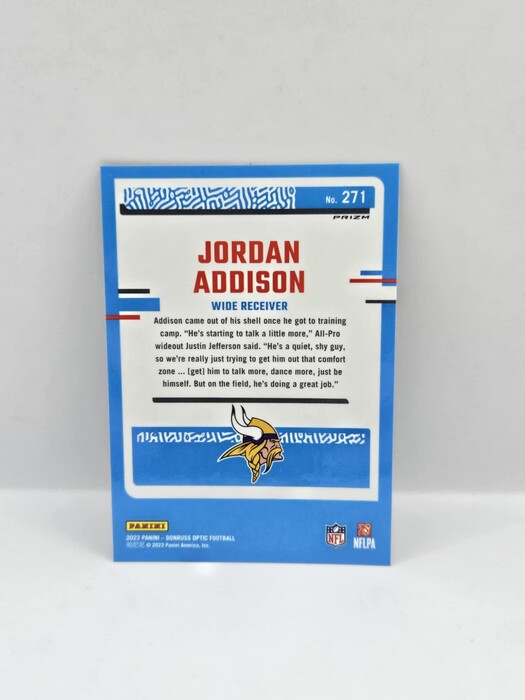 No. 271
PRIZM
JORDAN
ADDISON
WIDE RECEIVER
Addison came out of his shell once he got to training
camp. “He’s starting to talk a little more,” All-Pro
wideout Justin Jefferson said. “He’s a quiet, shy guy,
so we’re really just trying to get him out that comfort
zone ... [get] him to talk more, dance more, just be
himself. But on the field, he’s doing a great job.”
PANINI
2023 PANINI – DONRUSS OPTIC FOOTBALL
© 2023 Panini America, Inc.
NFL
NFLPA